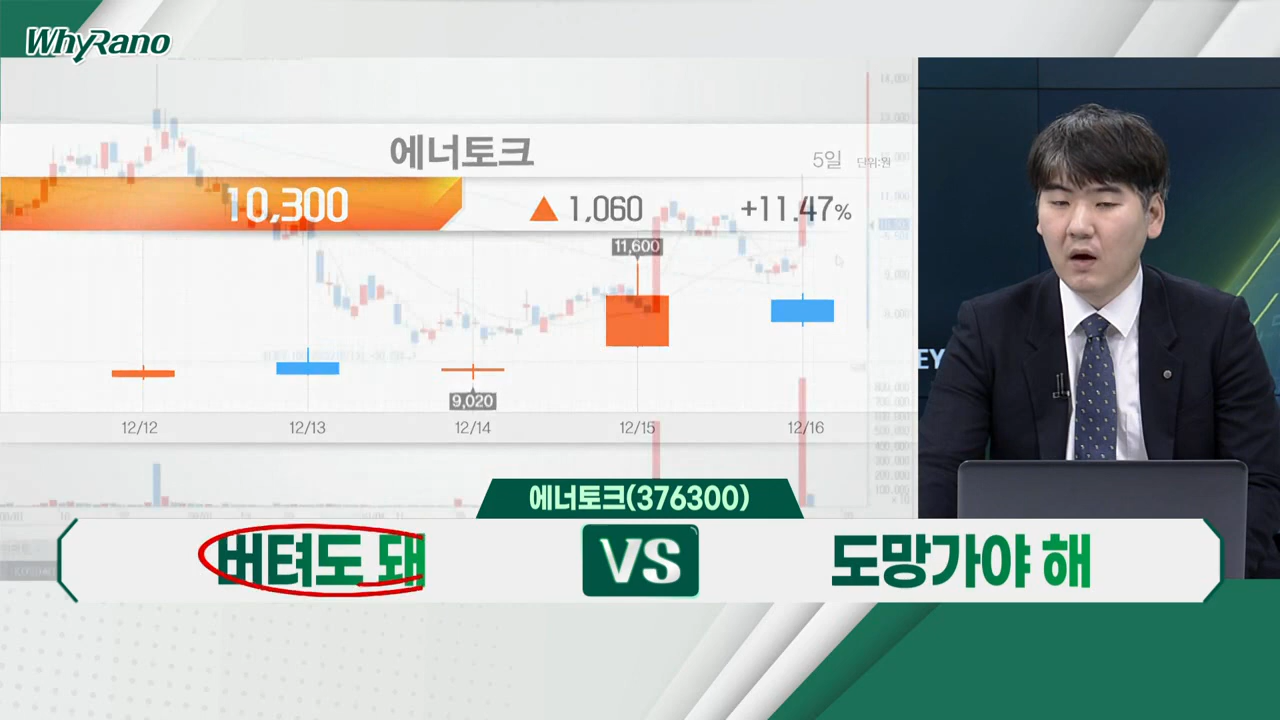 WhyRano
에너토크
5일 단위:원
10,300 ▲ 1,060 +11.47%
11,600
9,020
12/12 12/13 12/14 12/15 12/16
EY
에너토크(376300)
버텨도 돼 VS 도망가야 해